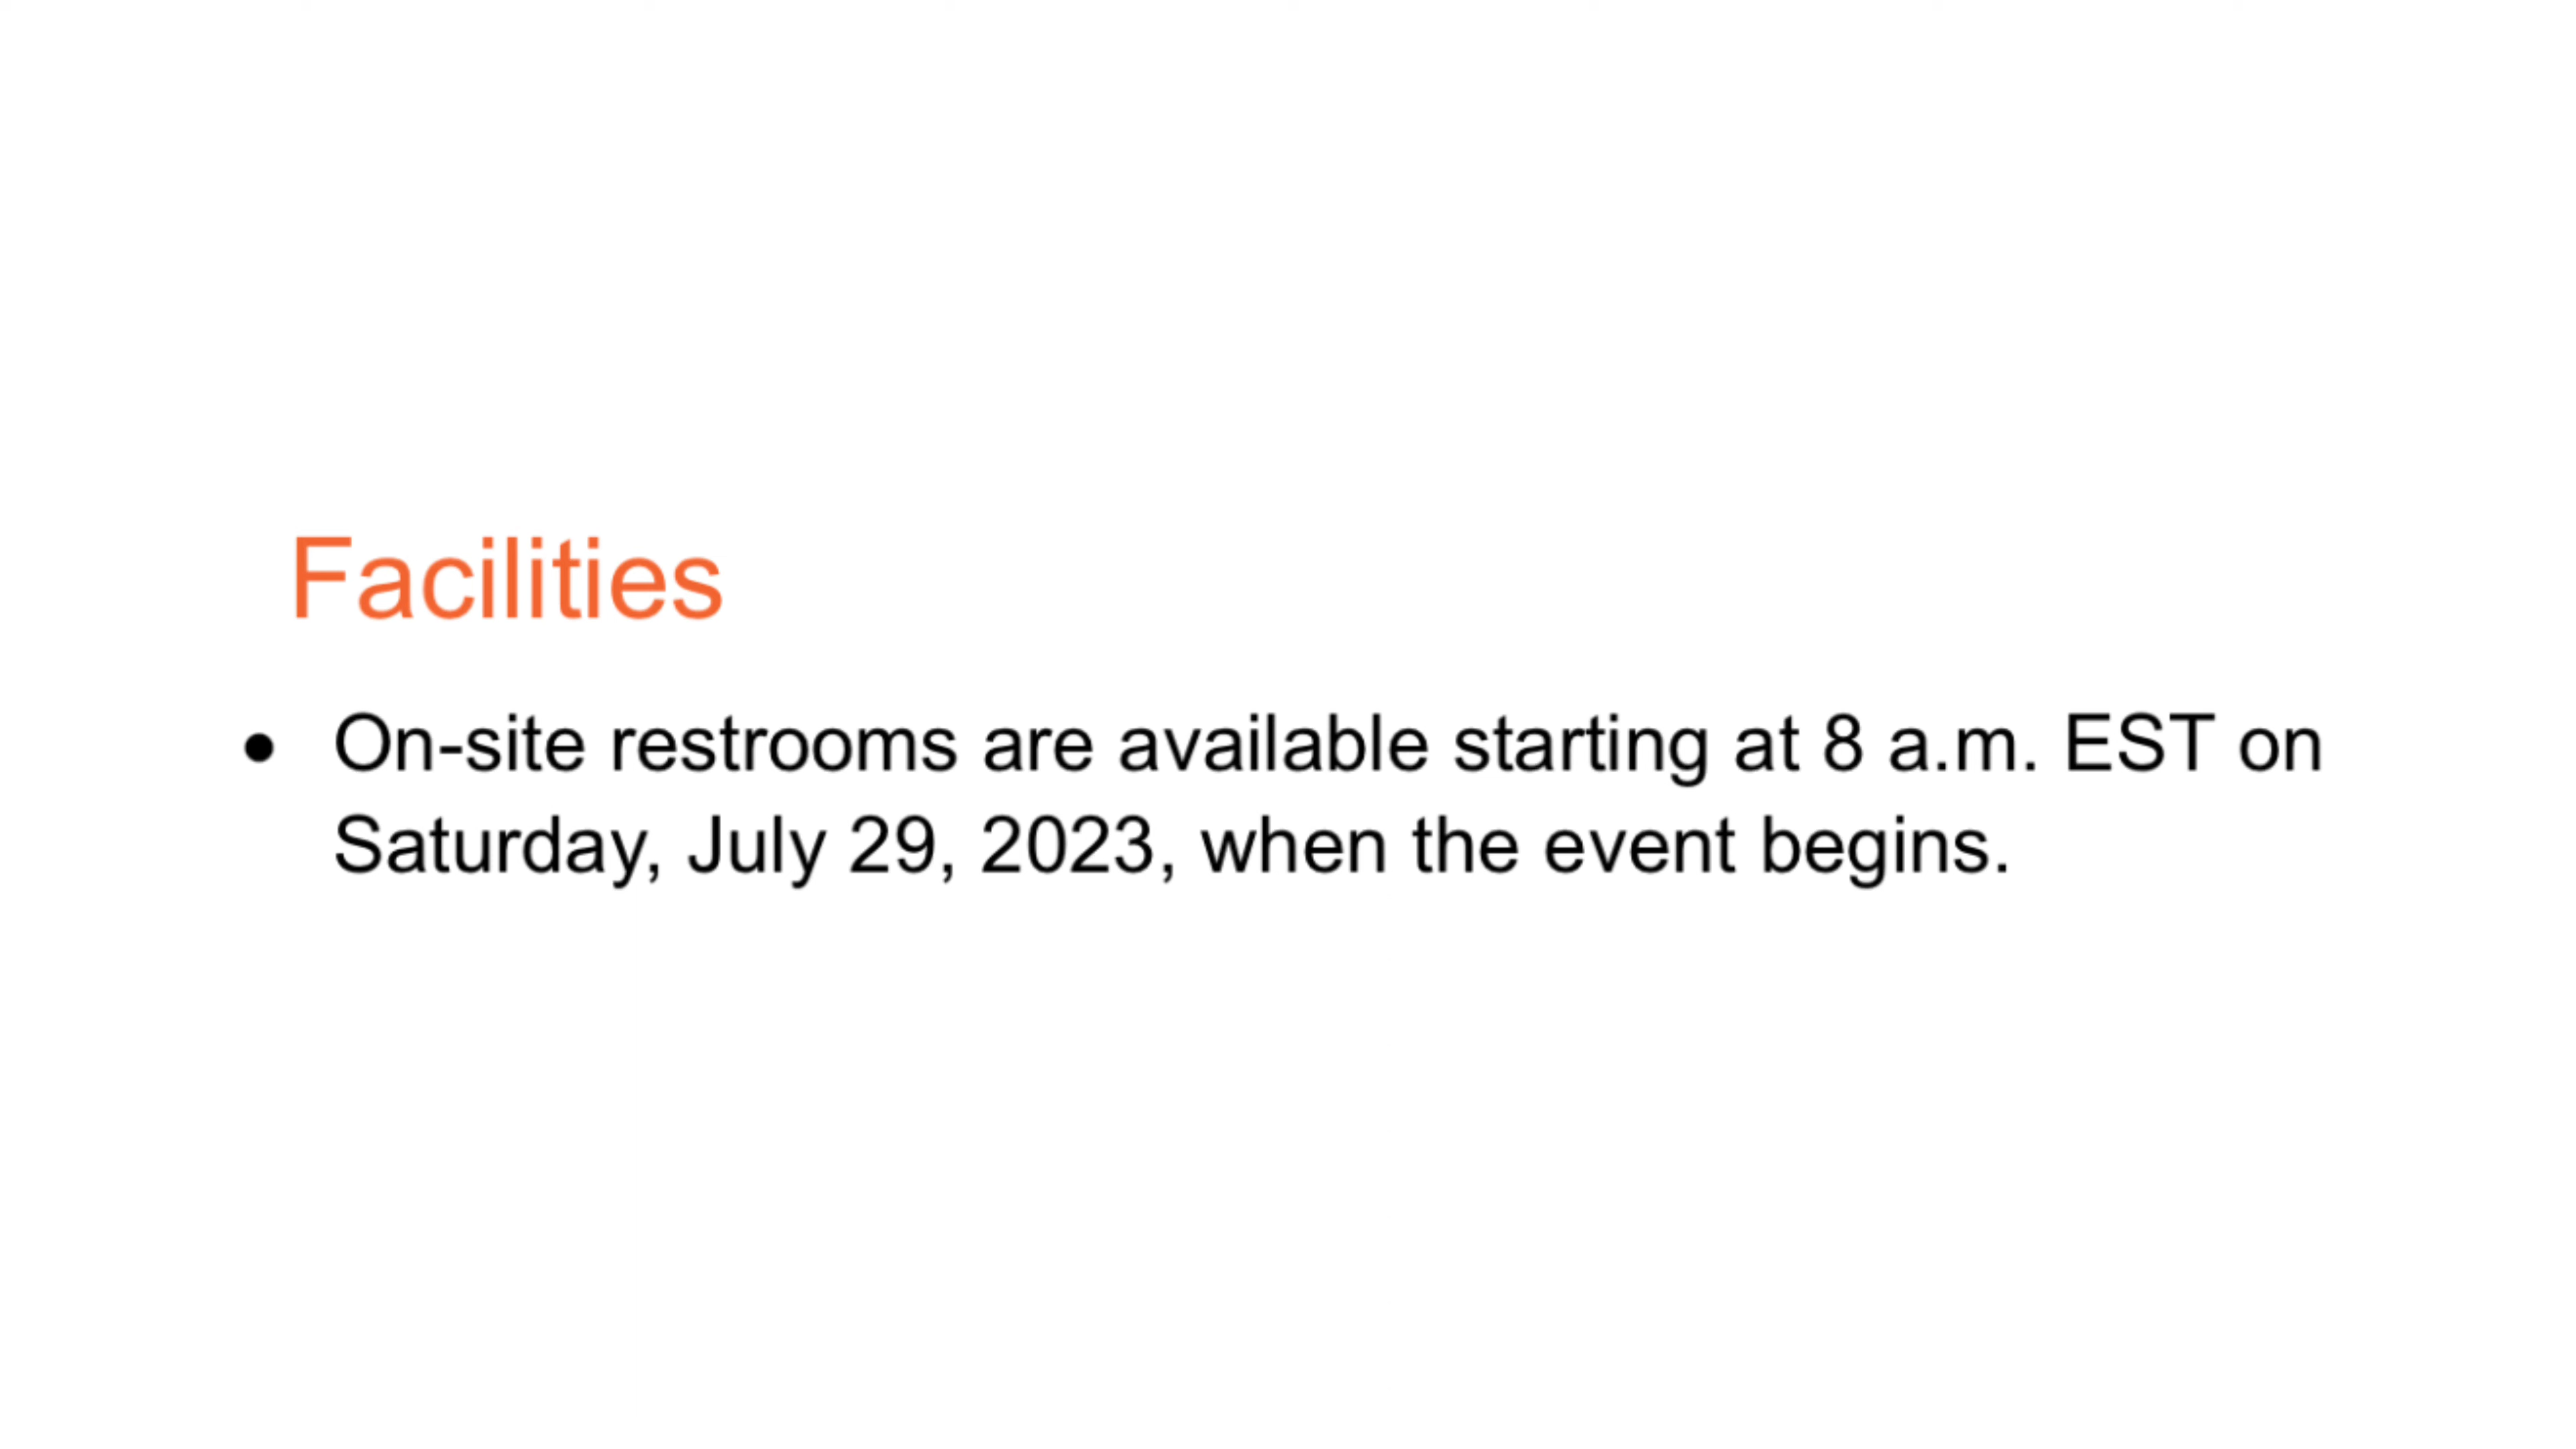 Facilities
• On-site restrooms are available starting at 8 a.m. EST on
Saturday, July 29, 2023, when the event begins.